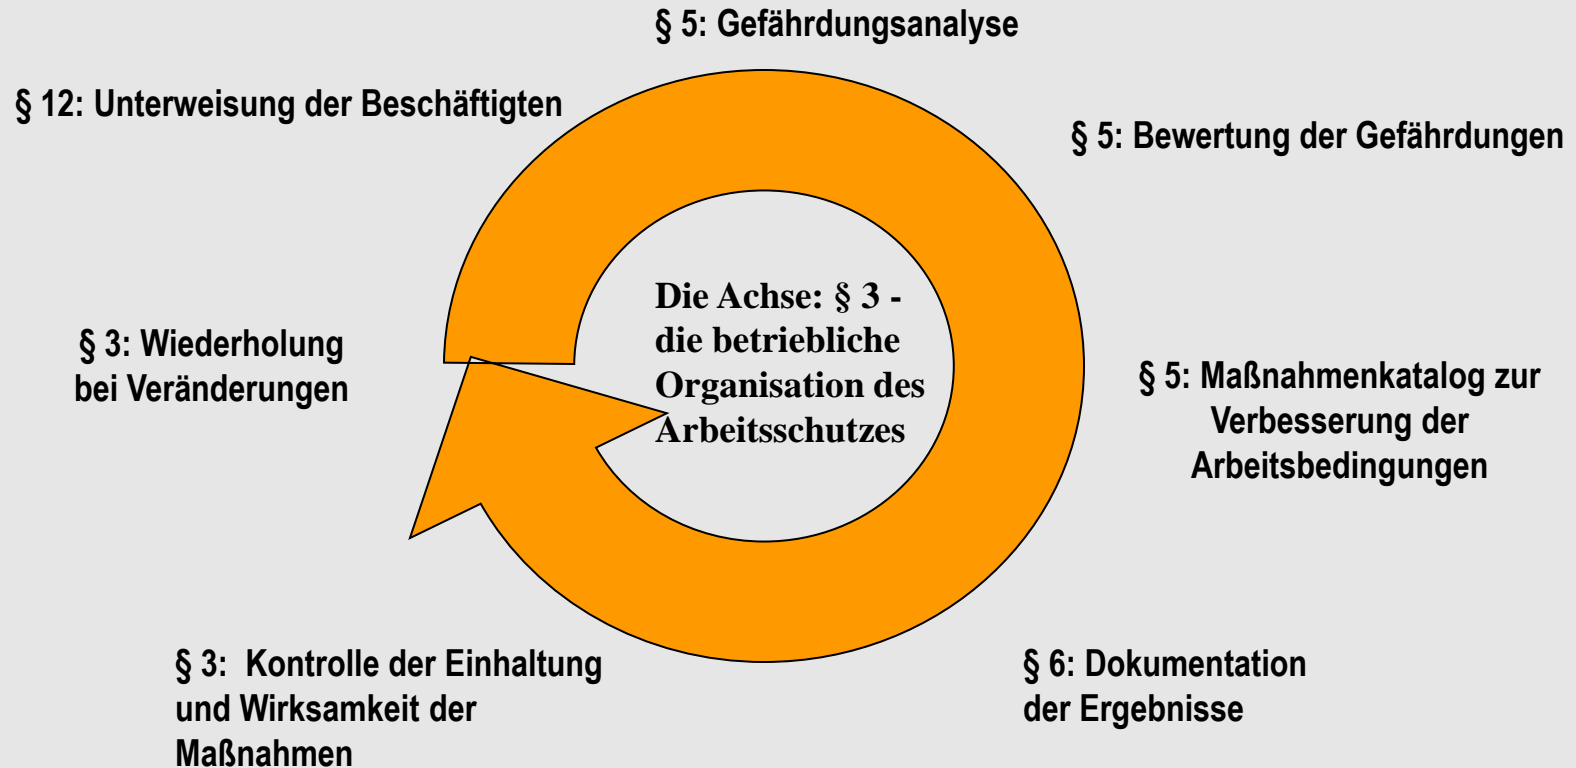 § 5: Gefährdungsanalyse
§ 12: Unterweisung der Beschäftigten
§ 5: Bewertung der Gefährdungen
Die Achse: § 3 -
die betriebliche
Organisation des
Arbeitsschutzes
§ 3: Wiederholung
bei Veränderungen
§ 5: Maßnahmenkatalog zur
Verbesserung der
Arbeitsbedingungen
§ 3: Kontrolle der Einhaltung
und Wirksamkeit der
Maßnahmen
§ 6: Dokumentation
der Ergebnisse